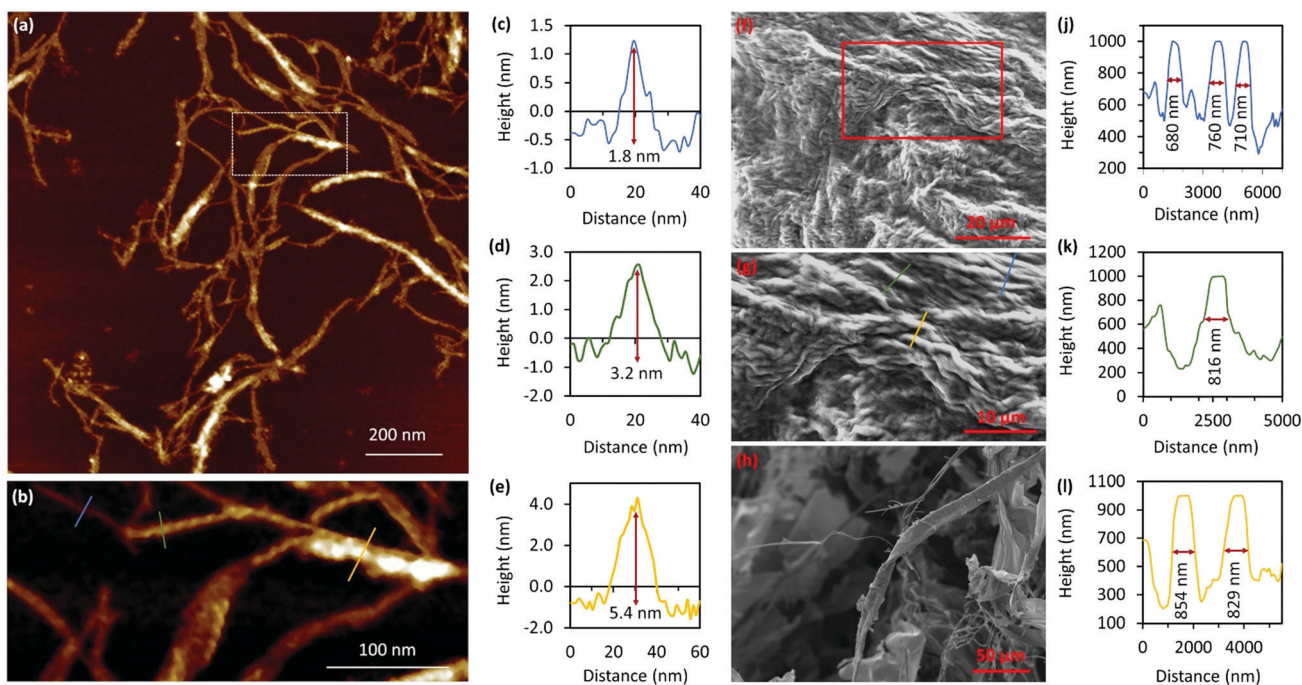 (a)
200 nm
(b)
100 nm
(c)
Height (nm)
1.5
1.0
0.5
0.0
-0.5
-1.0
1.8 nm
0 20 40
Distance (nm)
(d)
Height (nm)
3.0
2.0
1.0
0.0
-1.0
-2.0
3.2 nm
0 20 40
Distance (nm)
(e)
Height (nm)
4.0
2.0
0.0
-2.0
5.4 nm
0 20 40 60
Distance (nm)
(f)
20 µm
(g)
10 µm
(h)
50 µm
(j)
Height (nm)
1000
800
600
400
200
680 nm
760 nm
710 nm
0 3000 6000
Distance (nm)
(k)
Height (nm)
1200
1000
800
600
400
200
0
816 nm
0 2500 5000
Distance (nm)
(l)
Height (nm)
1100
900
700
500
300
100
854 nm
829 nm
0 2000 4000
Distance (nm)